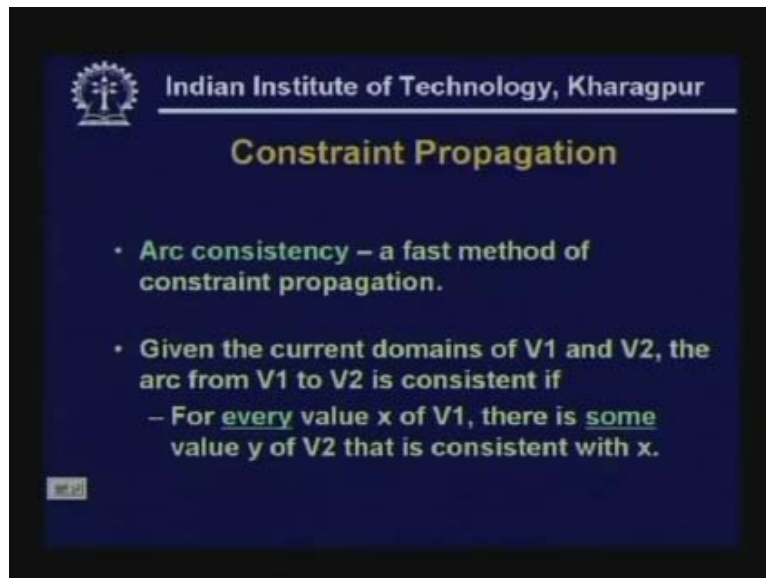 Indian Institute of Technology, Kharagpur
Constraint Propagation
• Arc consistency – a fast method of
constraint propagation.
• Given the current domains of V1 and V2, the
arc from V1 to V2 is consistent if
– For every value x of V1, there is some
value y of V2 that is consistent with x.